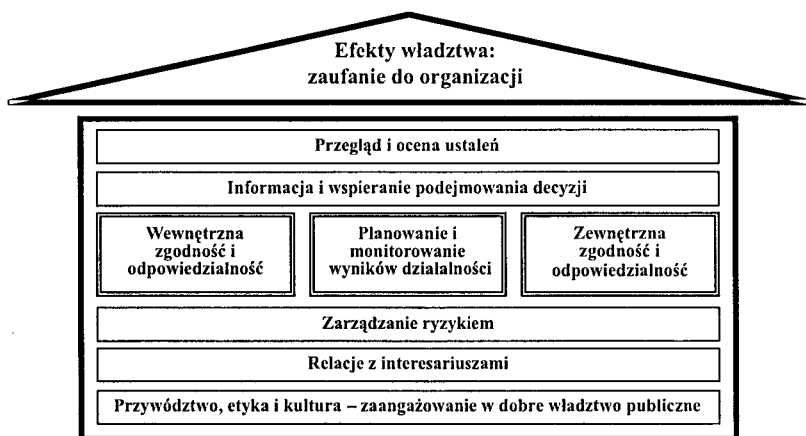 Efekty władztwa:
zaufanie do organizacji
Przegląd i ocena ustaleń
Informacja i wspieranie podejmowania decyzji
Wewnętrzna
zgodność i
odpowiedzialność
Planowanie i
monitorowanie
wyników działalności
Zewnętrzna
zgodność i
odpowiedzialność
Zarządzanie ryzykiem
Relacje z interesariuszami
Przywództwo, etyka i kultura – zaangażowanie w dobre władztwo publiczne